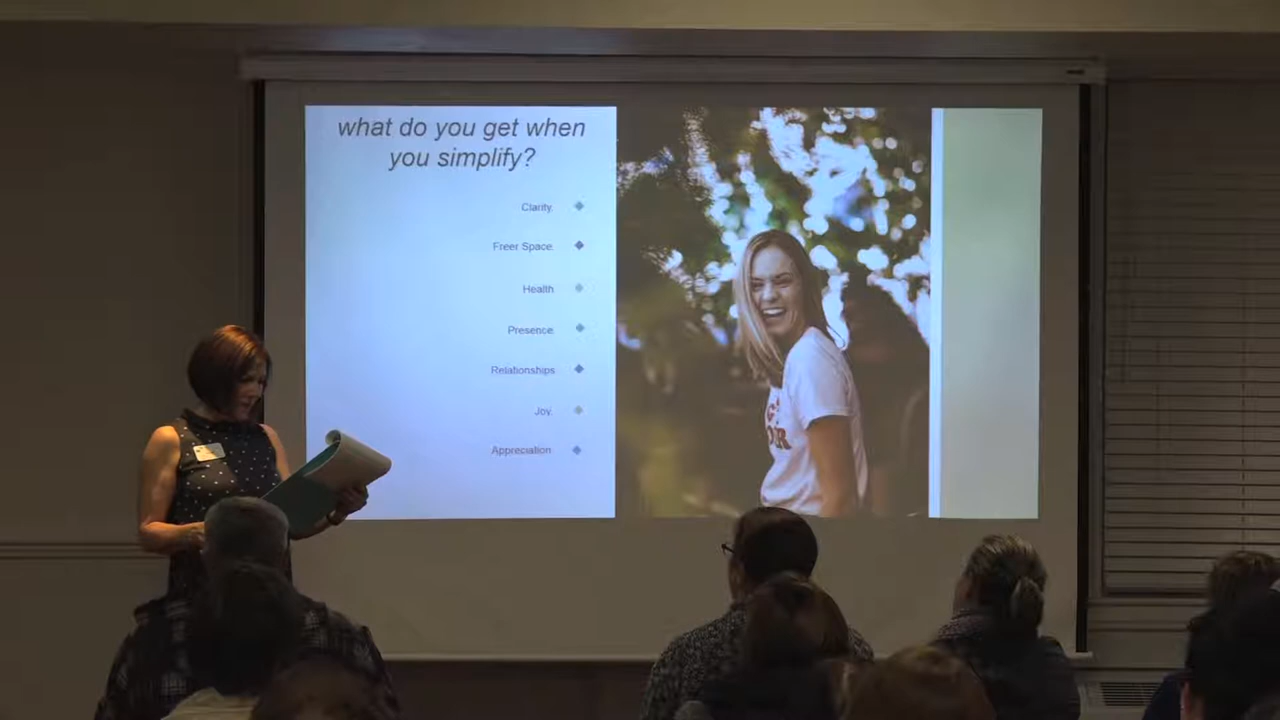 what do you get when
you simplify?
Clarity.
Freer Space.
Health
Presence
Relationships
Joy.
Appreciation